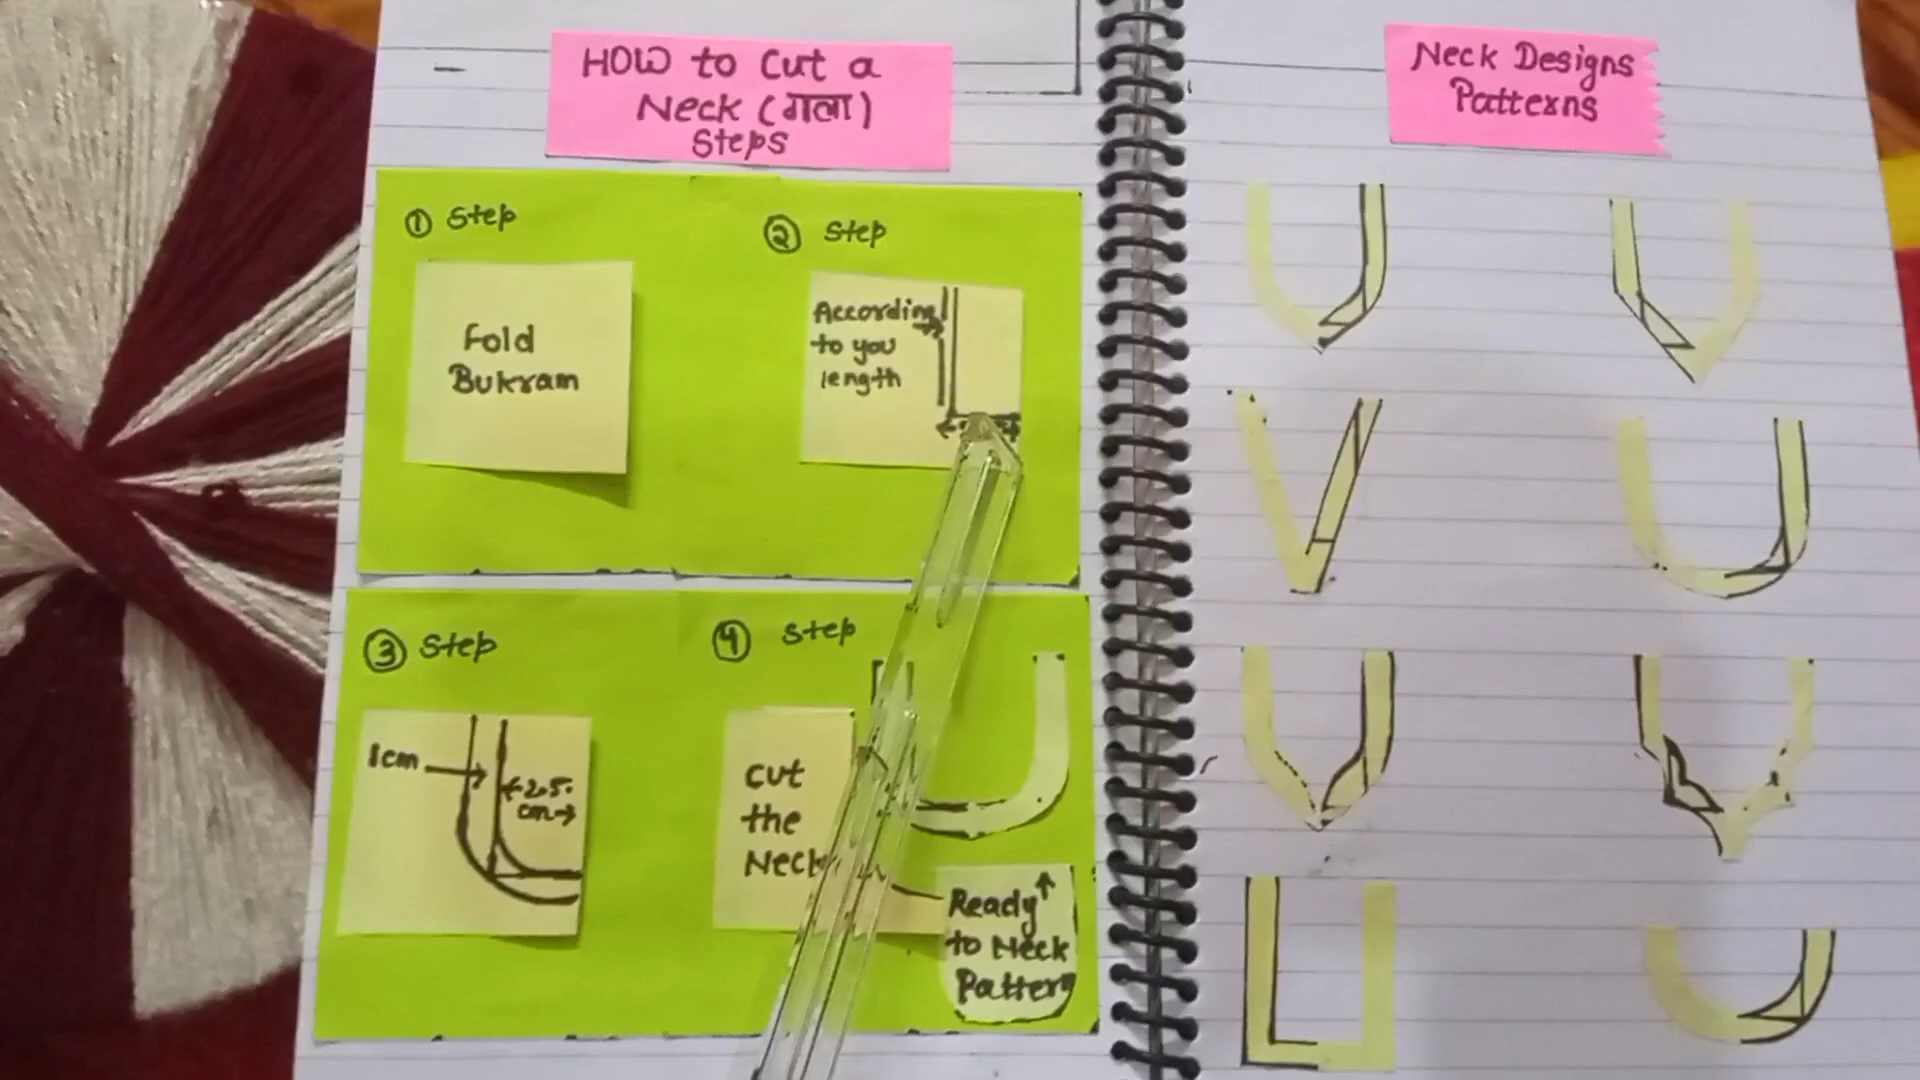 HOW to Cut a
Neck (गला)
Steps
① Step
Fold
Bukram
② Step
According
to you
length
③ Step
1cm
2.5.
cm
④ Step
Cut
the
Neck
Ready
to Neck
Pattern
Neck Designs
Patterns